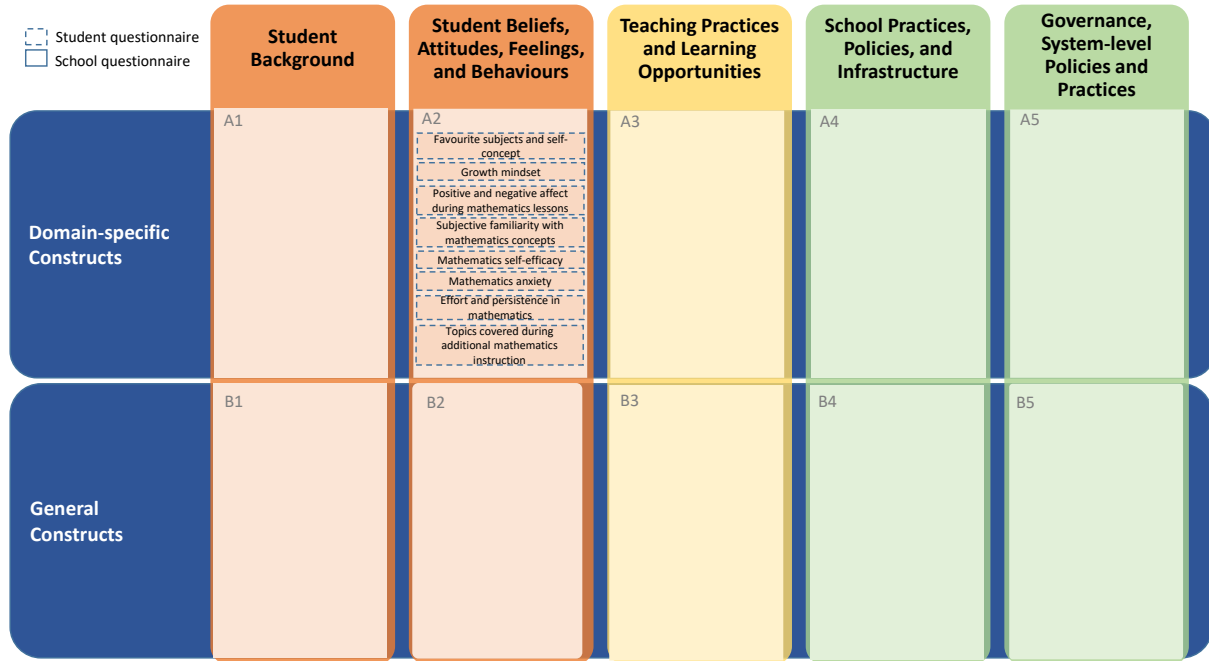 Student questionnaire
School questionnaire
Student
Background
Student Beliefs,
Attitudes, Feelings,
and Behaviours
Teaching Practices
and Learning
Opportunities
School Practices,
Policies, and
Infrastructure
Governance,
System-level
Policies and
Practices
Domain-specific
Constructs
A1
A2
Favourite subjects and self-
concept
Growth mindset
Positive and negative affect
during mathematics lessons
Subjective familiarity with
mathematics concepts
Mathematics self-efficacy
Mathematics anxiety
Effort and persistence in
mathematics
Topics covered during
additional mathematics
instruction
A3
A4
A5
General
Constructs
B1
B2
B3
B4
B5